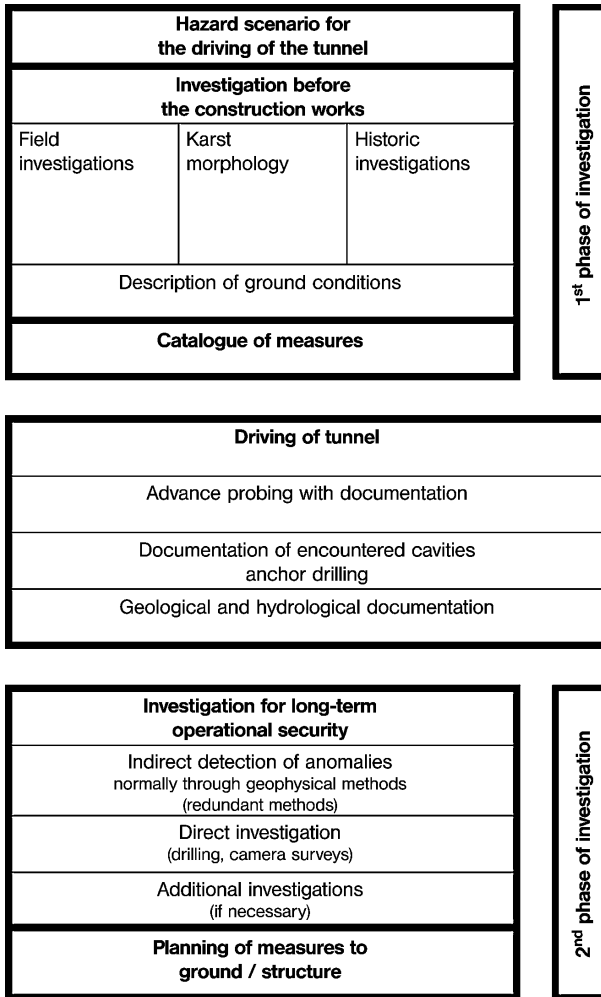 Hazard scenario for
the driving of the tunnel
Investigation before
the construction works
Field
investigations
Karst
morphology
Historic
investigations
Description of ground conditions
Catalogue of measures
1st phase of investigation
Driving of tunnel
Advance probing with documentation
Documentation of encountered cavities
anchor drilling
Geological and hydrological documentation
Investigation for long-term
operational security
Indirect detection of anomalies
normally through geophysical methods
(redundant methods)
Direct investigation
(drilling, camera surveys)
Additional investigations
(if necessary)
Planning of measures to
ground / structure
2nd phase of investigation